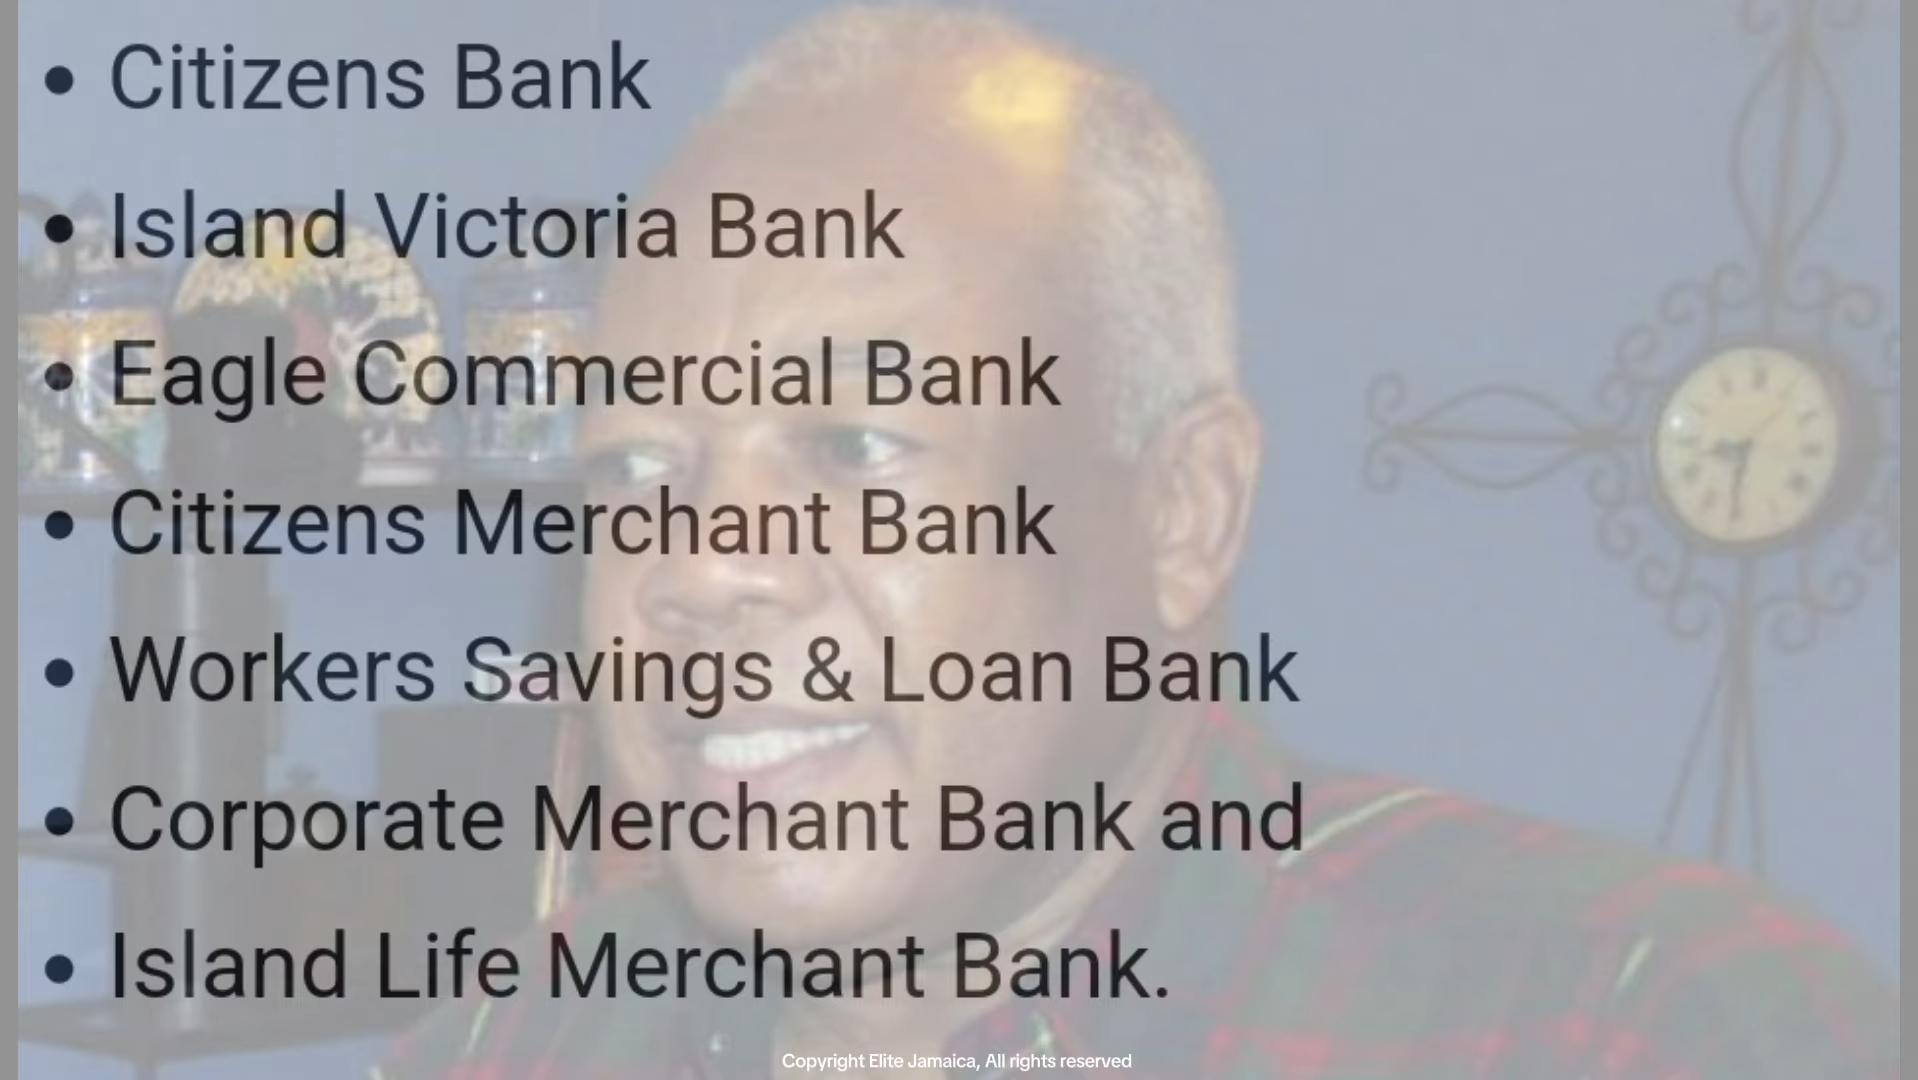 • Citizens Bank
• Island Victoria Bank
• Eagle Commercial Bank
• Citizens Merchant Bank
• Workers Savings & Loan Bank
• Corporate Merchant Bank and
• Island Life Merchant Bank.
Copyright Elite Jamaica, All rights reserved